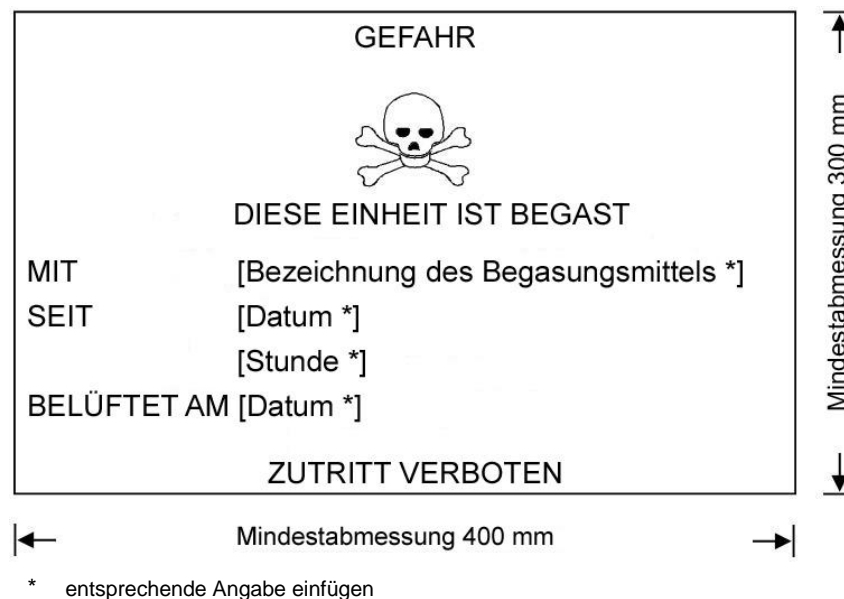 GEFAHR
DIESE EINHEIT IST BEGAST
MIT [Bezeichnung des Begasungsmittels *]
SEIT [Datum *]
[Stunde *]
BELÜFTET AM [Datum *]
ZUTRITT VERBOTEN
Mindestabmessung 300 mm
Mindestabmessung 400 mm
* entsprechende Angabe einfügen